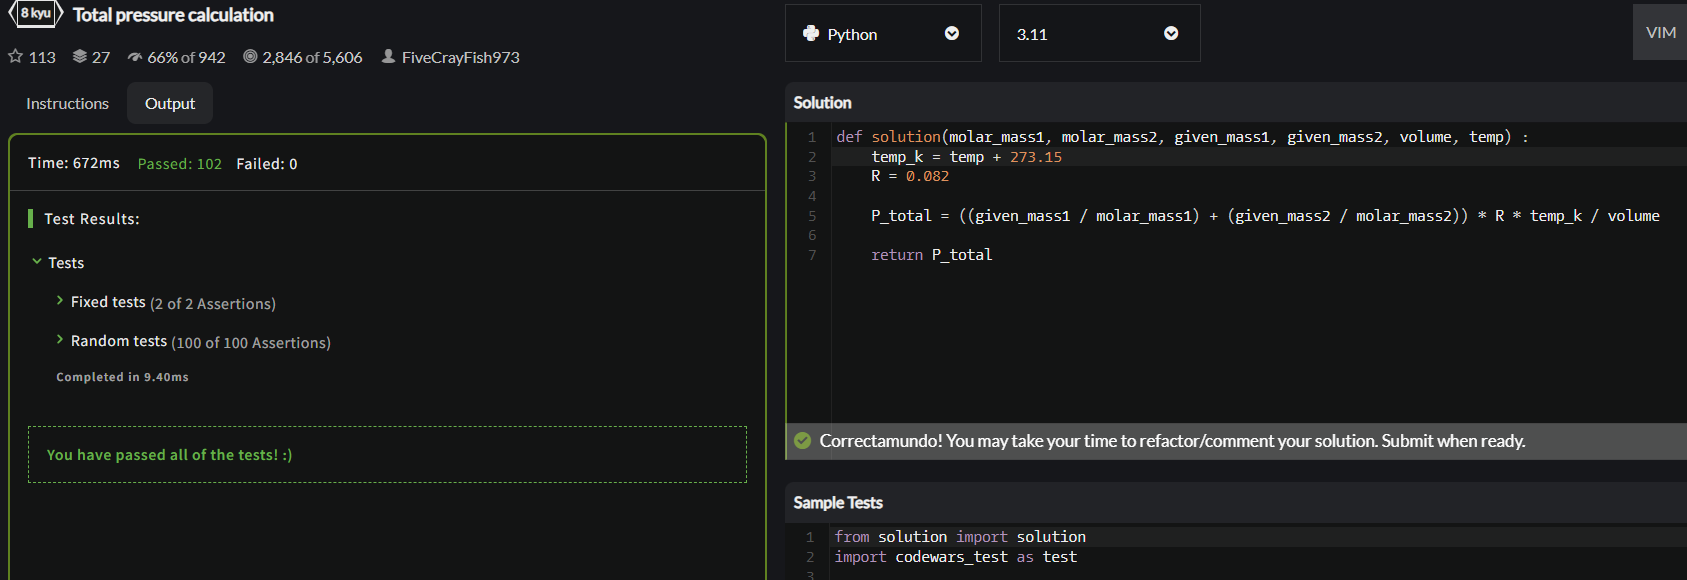 8 kyu Total pressure calculation
113 27 66% of 942 2,846 of 5,606 FiveCrayFish973
Instructions Output
Time: 672ms Passed: 102 Failed: 0
Test Results:
Tests
Fixed tests (2 of 2 Assertions)
Random tests (100 of 100 Assertions)
Completed in 9.40ms
You have passed all of the tests! :)
Python 3.11 VIM
Solution
1 def solution(molar_mass1, molar_mass2, given_mass1, given_mass2, volume, temp) :
2 temp_k = temp + 273.15
3 R = 0.082
4
5 P_total = ((given_mass1 / molar_mass1) + (given_mass2 / molar_mass2)) * R * temp_k / volume
6
7 return P_total
Correctamundo! You may take your time to refactor/comment your solution. Submit when ready.
Sample Tests
1 from solution import solution
2 import codewars_test as test
3